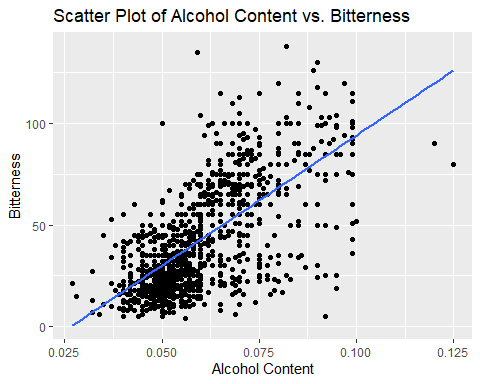 Scatter Plot of Alcohol Content vs. Bitterness
100
50
0
Bitterness
0.025 0.050 0.075 0.100 0.125
Alcohol Content